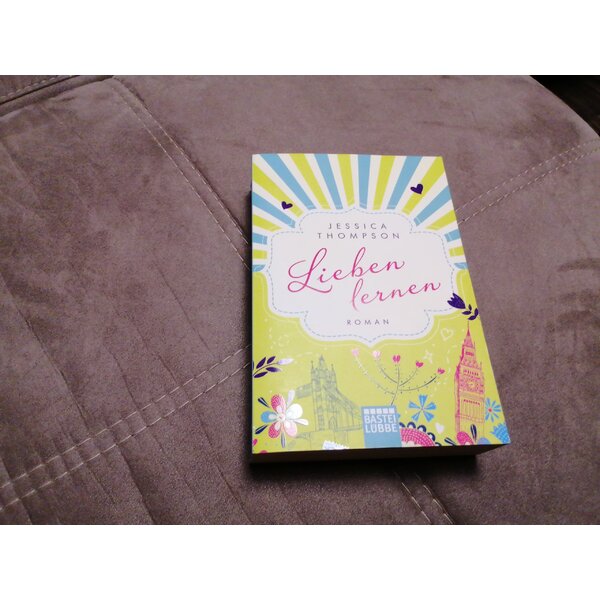 JESSICA
THOMPSON
Lieben
lernen
ROMAN
BASTEI
LÜBBE